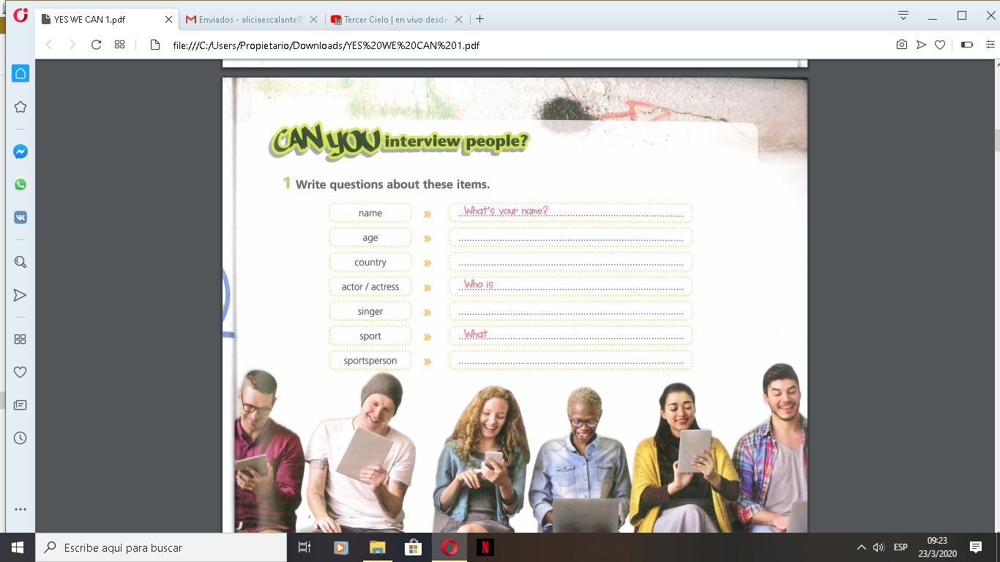 YES WE CAN 1.pdf
Enviados - aliciaescalante9
Tercer Cielo | en vivo desde
file:///C:/Users/Propietario/Downloads/YES%20WE%20CAN%201.pdf
CAN YOU interview people?
1 Write questions about these items.
name » What's your name?
age »
country »
actor / actress » Who is
singer »
sport » What
sportsperson »
Escribe aquí para buscar
N
ESP
09:23
23/3/2020